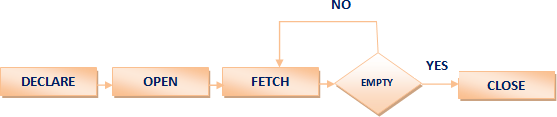 NO
DECLARE
OPEN
FETCH
EMPTY
YES
CLOSE